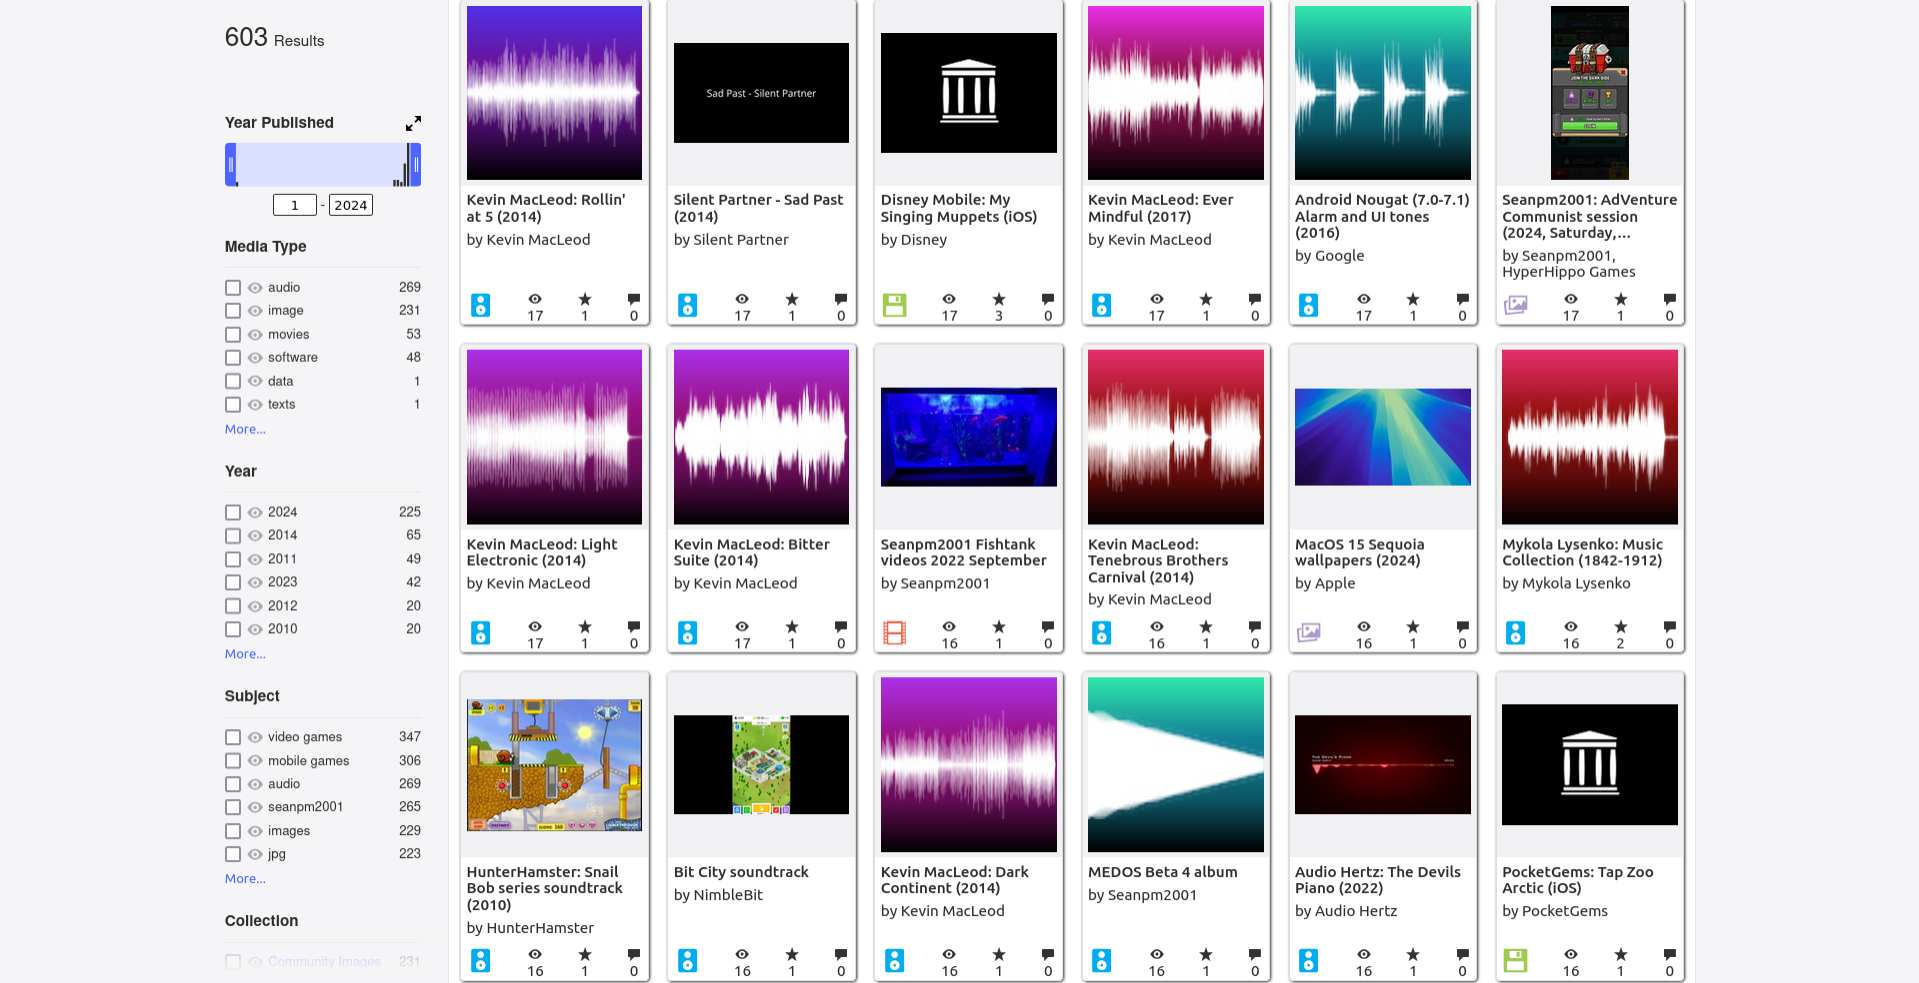 603 Results
Year Published
1 - 2024
Media Type
audio 269
image 231
movies 53
software 48
data 1
texts 1
More...
Year
2024 225
2014 65
2011 49
2023 42
2012 20
2010 20
More...
Subject
video games 347
mobile games 306
audio 269
seanpm2001 265
images 229
jpg 223
More...
Collection
Community Images 231
Kevin MacLeod: Rollin'
at 5 (2014)
by Kevin MacLeod
17 1 0
Sad Past - Silent Partner
Silent Partner - Sad Past
(2014)
by Silent Partner
17 1 0
Disney Mobile: My
Singing Muppets (iOS)
by Disney
17 3 0
Kevin MacLeod: Ever
Mindful (2017)
by Kevin MacLeod
17 1 0
Android Nougat (7.0-7.1)
Alarm and UI tones
(2016)
by Google
17 1 0
JOIN THE DARK SIDE
Seanpm2001: AdVenture
Communist session
(2024, Saturday,...
by Seanpm2001,
HyperHippo Games
17 1 0
Kevin MacLeod: Light
Electronic (2014)
by Kevin MacLeod
17 1 0
Kevin MacLeod: Bitter
Suite (2014)
by Kevin MacLeod
17 1 0
Seanpm2001 Fishtank
videos 2022 September
by Seanpm2001
16 1 0
Kevin MacLeod:
Tenebrous Brothers
Carnival (2014)
by Kevin MacLeod
16 1 0
MacOS 15 Sequoia
wallpapers (2024)
by Apple
16 1 0
Mykola Lysenko: Music
Collection (1842-1912)
by Mykola Lysenko
16 2 0
HunterHamster: Snail
Bob series soundtrack
(2010)
by HunterHamster
16 1 0
Bit City soundtrack
by NimbleBit
16 1 0
Kevin MacLeod: Dark
Continent (2014)
by Kevin MacLeod
16 1 0
MEDOS Beta 4 album
by Seanpm2001
16 1 0
The Devil's Piano
Audio Hertz: The Devils
Piano (2022)
by Audio Hertz
16 1 0
PocketGems: Tap Zoo
Arctic (iOS)
by PocketGems
16 1 0